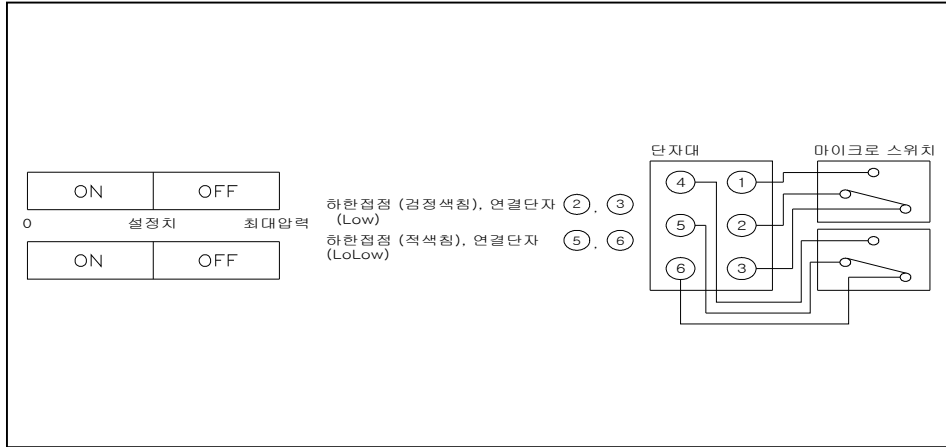 단자대
마이크로 스위치
ON OFF
0 설정치 최대압력
ON OFF
하한접점 (검정색침), 연결단자 ②, ③
(Low)
하한접점 (적색침), 연결단자 ⑤, ⑥
(LoLow)
④ ①
⑤ ②
⑥ ③